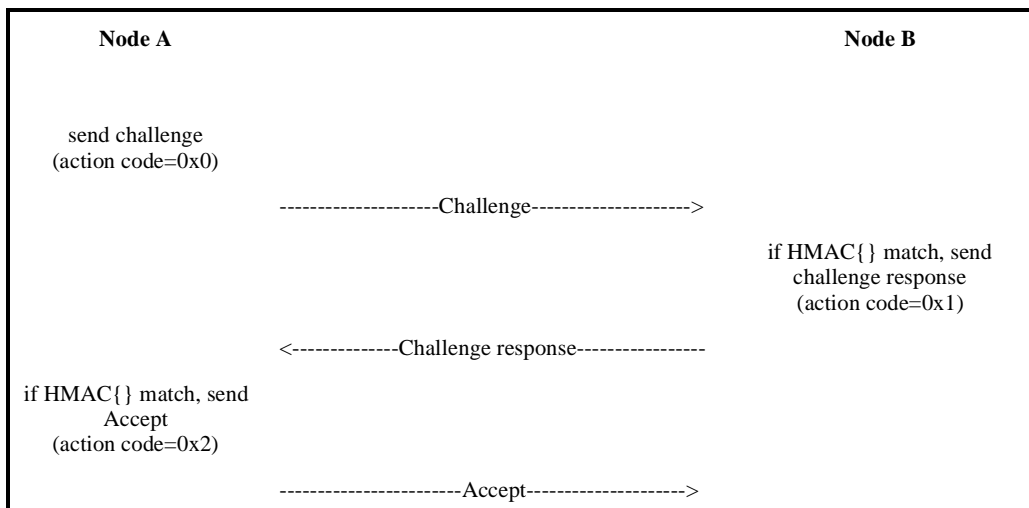 Node A
Node B
send challenge
(action code=0x0)
---------------------Challenge--------------------->
if HMAC{} match, send
challenge response
(action code=0x1)
<--------------Challenge response-----------------
if HMAC{} match, send
Accept
(action code=0x2)
------------------------Accept--------------------->